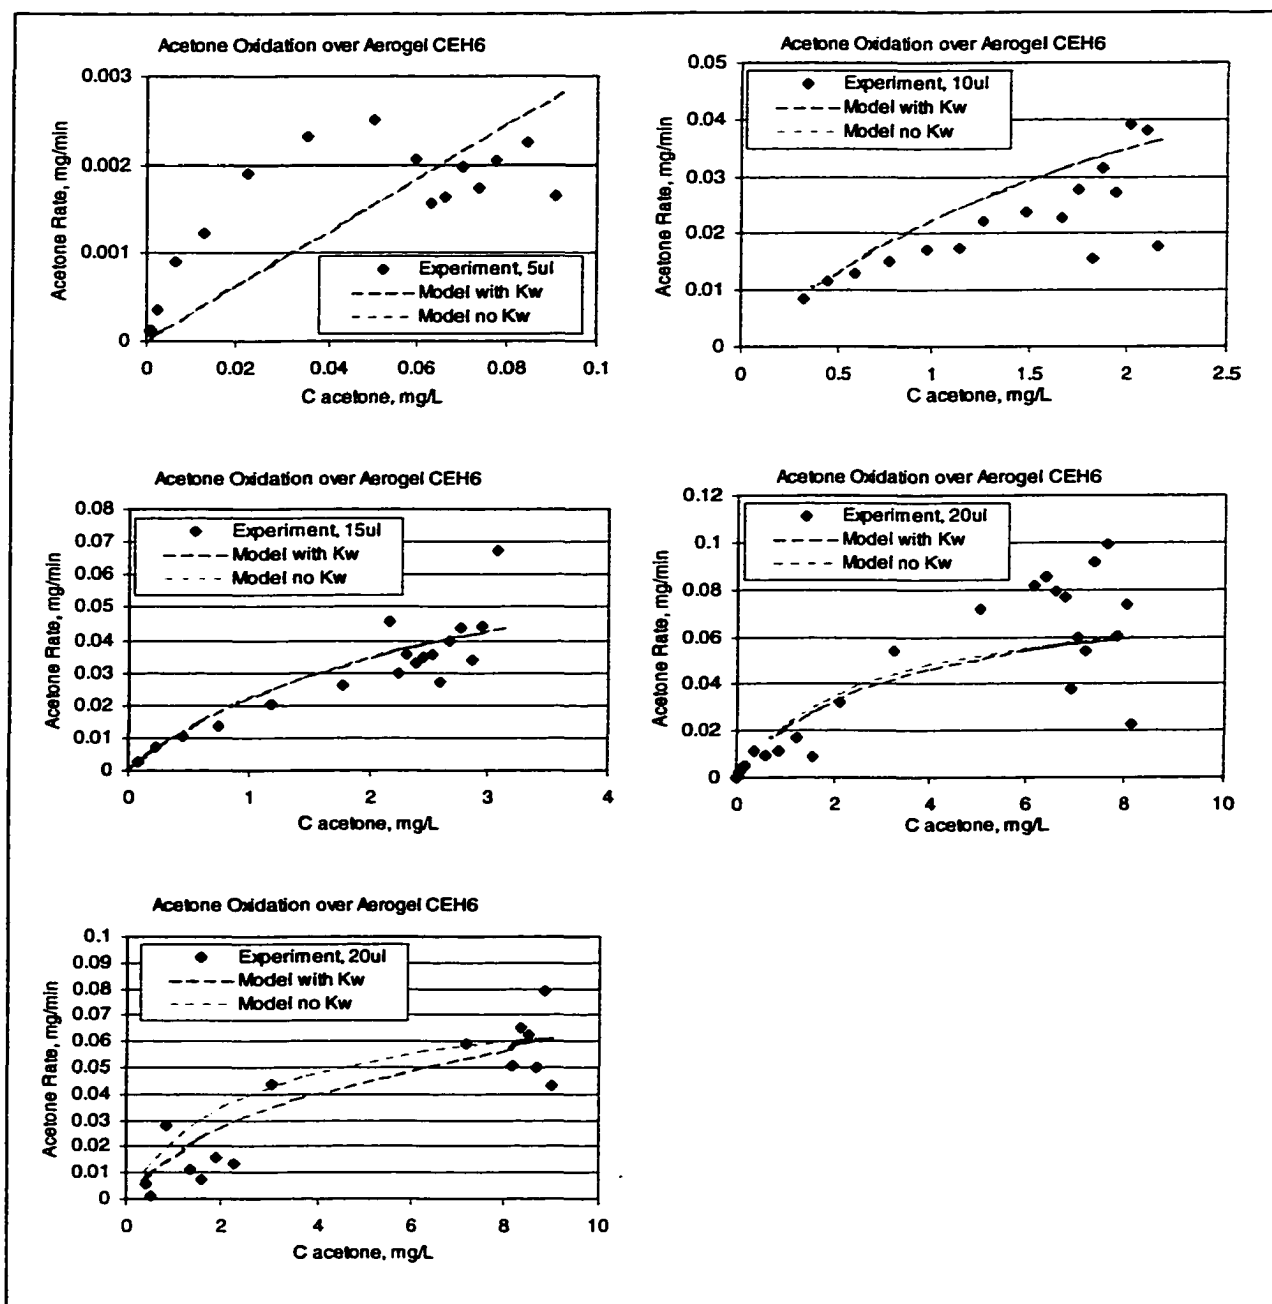 Acetone Oxidation over Aerogel CEH6
0.003
0.002
0.001
0
Acetone Rate, mg/min
Experiment, 5ul
Model with Kw
Model no Kw
0 0.02 0.04 0.06 0.08 0.1
C acetone, mg/L
Acetone Oxidation over Aerogel CEH6
0.05
0.04
0.03
0.02
0.01
0
Acetone Rate, mg/min
Experiment, 10ul
Model with Kw
Model no Kw
0 0.5 1 1.5 2 2.5
C acetone, mg/L
Acetone Oxidation over Aerogel CEH6
0.08
0.07
0.06
0.05
0.04
0.03
0.02
0.01
0
Acetone Rate, mg/min
Experiment, 15ul
Model with Kw
Model no Kw
0 1 2 3 4
C acetone, mg/L
Acetone Oxidation over Aerogel CEH6
0.12
0.1
0.08
0.06
0.04
0.02
0
Acetone Rate, mg/min
Experiment, 20ul
Model with Kw
Model no Kw
0 2 4 6 8 10
C acetone, mg/L
Acetone Oxidation over Aerogel CEH6
0.1
0.09
0.08
0.07
0.06
0.05
0.04
0.03
0.02
0.01
0
Acetone Rate, mg/min
Experiment, 20ul
Model with Kw
Model no Kw
0 2 4 6 8 10
C acetone, mg/L